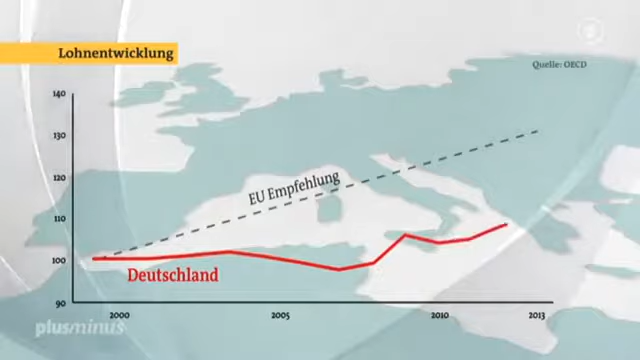 Lohnentwicklung
Quelle: OECD
140
130
120
110
100
90
EU Empfehlung
Deutschland
2000
2005
2010
2013
plusminus